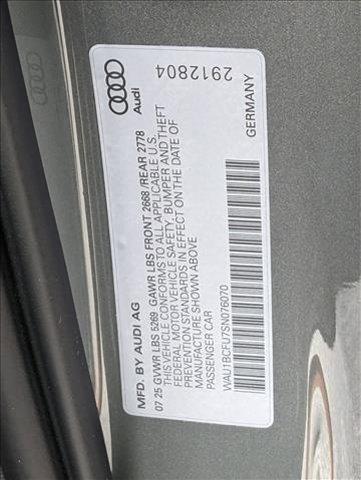 MFD. BY AUDI AG
07 25 GVWR LBS 5269 GAWR LBS FRONT 2668 /REAR 2778
THIS VEHICLE CONFORMS TO ALL APPLICABLE U.S.
FEDERAL MOTOR VEHICLE SAFETY, BUMPER AND THEFT
PREVENTION STANDARDS IN EFFECT ON THE DATE OF
MANUFACTURE SHOWN ABOVE
PASSENGER CAR
WAU1BCFU7SN076070
Audi
2912804
GERMANY